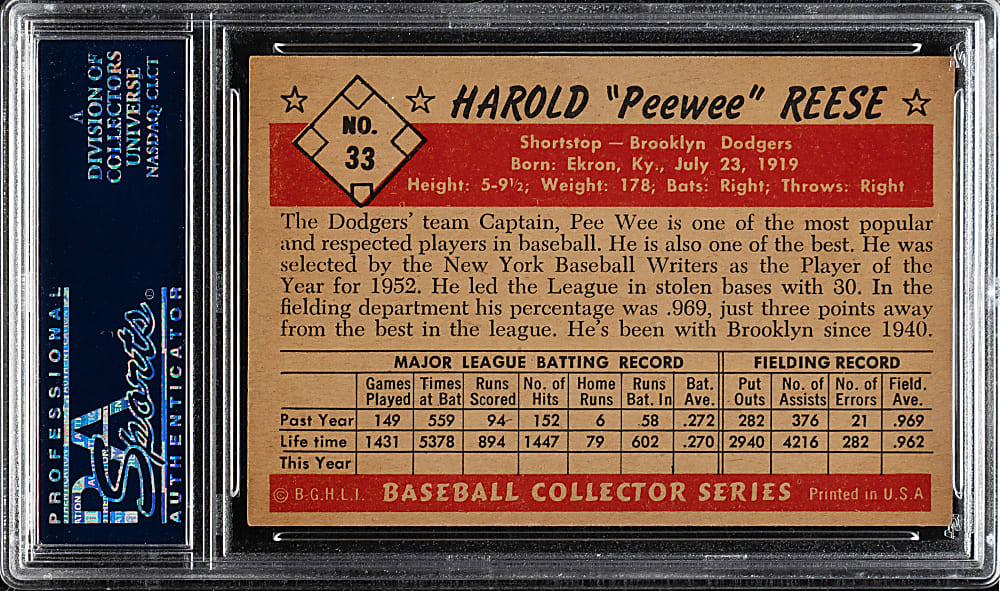 A
DIVISION OF
COLLECTORS
UNIVERSE
NASDAQ: CLCT
PROFESSIONAL
PSA
Sports
©
AUTHENTICATOR
NO.
33
HAROLD "Peewee" REESE
Shortstop — Brooklyn Dodgers
Born: Ekron, Ky., July 23, 1919
Height: 5-9½; Weight: 178; Bats: Right; Throws: Right
The Dodgers' team Captain, Pee Wee is one of the most popular
and respected players in baseball. He is also one of the best. He was
selected by the New York Baseball Writers as the Player of the
Year for 1952. He led the League in stolen bases with 30. In the
fielding department his percentage was .969, just three points away
from the best in the league. He's been with Brooklyn since 1940.
MAJOR LEAGUE BATTING RECORD FIELDING RECORD
Games Times Runs No. of Home Runs Bat. Put No. of No. of Field.
Played at Bat Scored Hits Runs Bat. In Ave. Outs Assists Errors Ave.
Past Year 149 559 94 152 6 58 .272 282 376 21 .969
Life time 1431 5378 894 1447 79 602 .270 2940 4216 282 .962
This Year
© B.G.H.L.I. BASEBALL COLLECTOR SERIES Printed in U.S.A